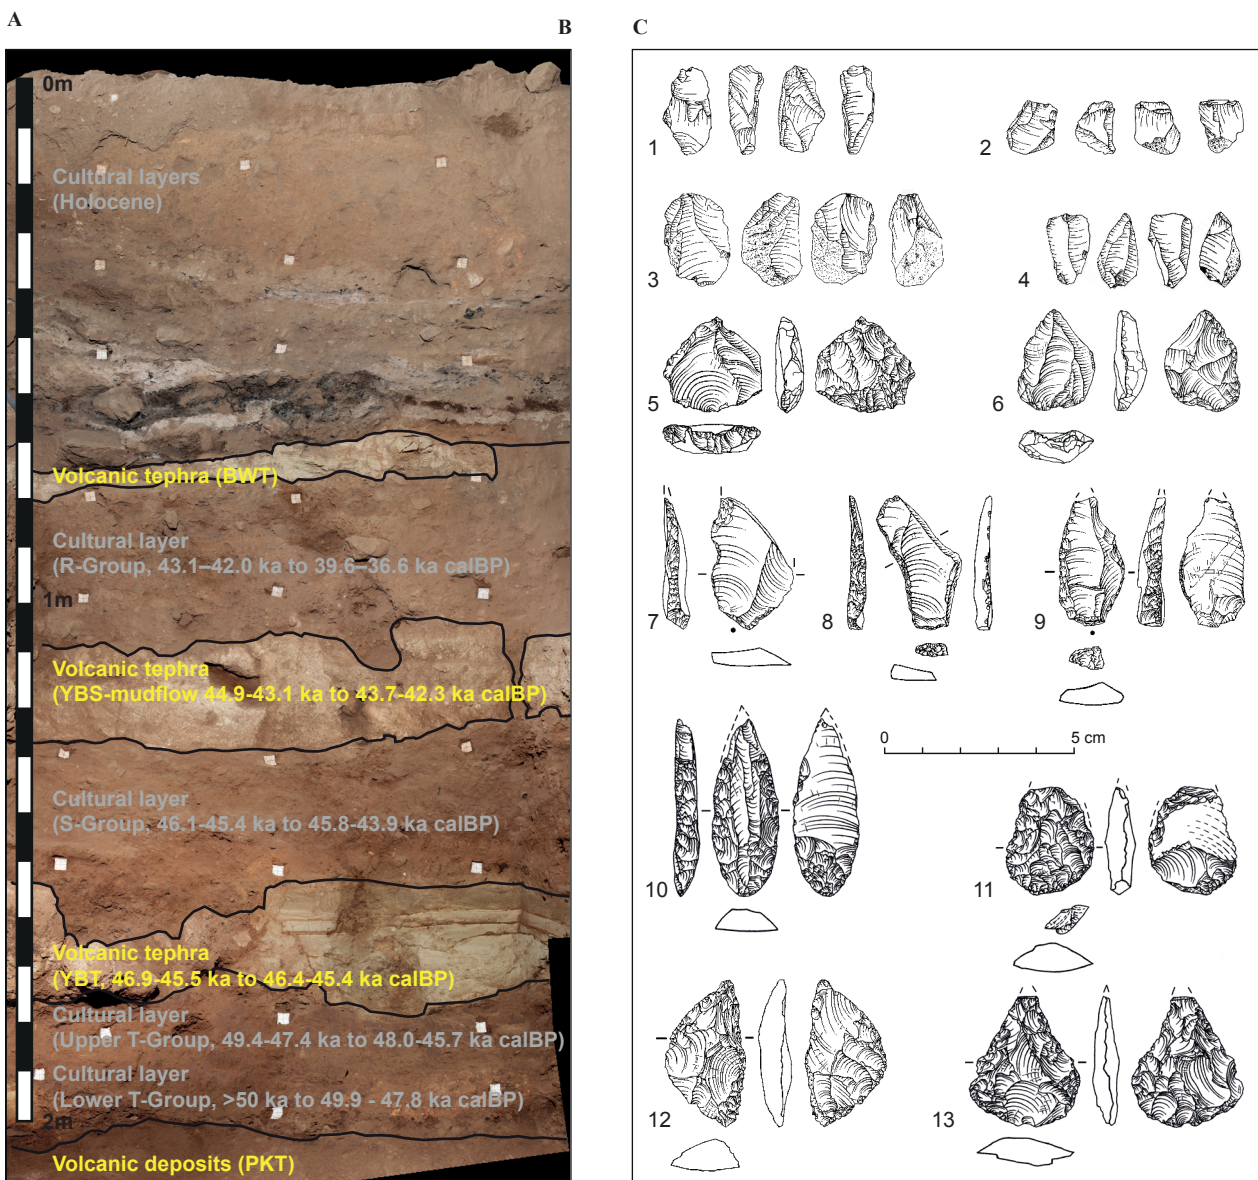 A
B
C
0m
Cultural layers
(Holocene)
Volcanic tephra (BWT)
Cultural layer
(R-Group, 43.1–42.0 ka to 39.6–36.6 ka calBP)
1m
Volcanic tephra
(YBS-mudflow 44.9-43.1 ka to 43.7-42.3 ka calBP)
Cultural layer
(S-Group, 46.1-45.4 ka to 45.8-43.9 ka calBP)
Volcanic tephra
(YBT, 46.9-45.5 ka to 46.4-45.4 ka calBP)
Cultural layer
(Upper T-Group, 49.4-47.4 ka to 48.0-45.7 ka calBP)
Cultural layer
(Lower T-Group, >50 ka to 49.9 - 47.8 ka calBP)
2m
Volcanic deposits (PKT)
1
2
3
4
5
6
7
8
9
0 5 cm
10
11
12
13